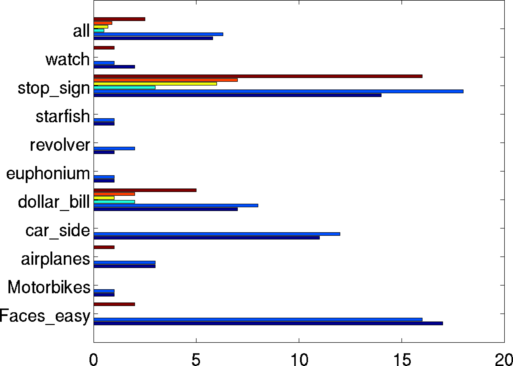 all
watch
stop_sign
starfish
revolver
euphonium
dollar_bill
car_side
airplanes
Motorbikes
Faces_easy
0 5 10 15 20